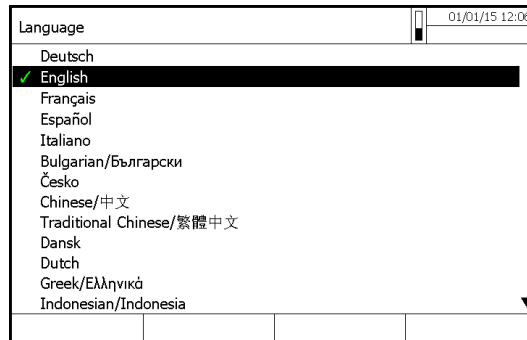 Language
01/01/15 12:06
Deutsch
✓ English
Français
Español
Italiano
Bulgarian/Български
Česko
Chinese/中文
Traditional Chinese/繁體中文
Dansk
Dutch
Greek/Ελληνικά
Indonesian/Indonesia